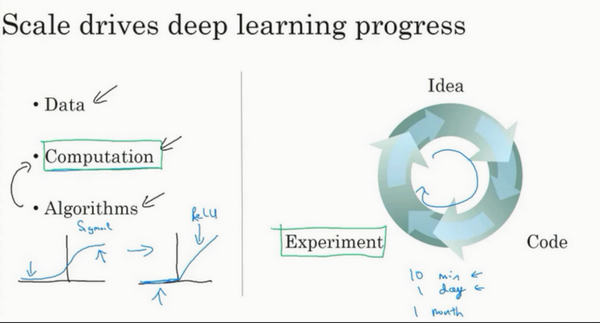 Scale drives deep learning progress
• Data
• Computation
• Algorithms
Sigmoid
ReLU
Idea
Experiment
Code
10 min
1 day
1 month